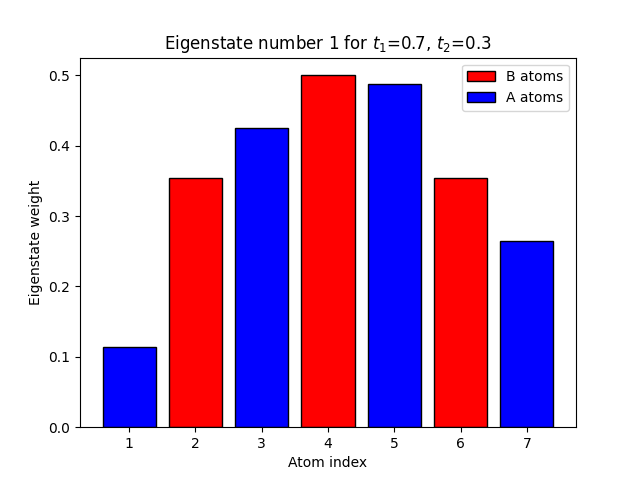 Eigenstate number 1 for t₁=0.7, t₂=0.3
B atoms
A atoms
Eigenstate weight
0.5
0.4
0.3
0.2
0.1
0.0
1 2 3 4 5 6 7
Atom index